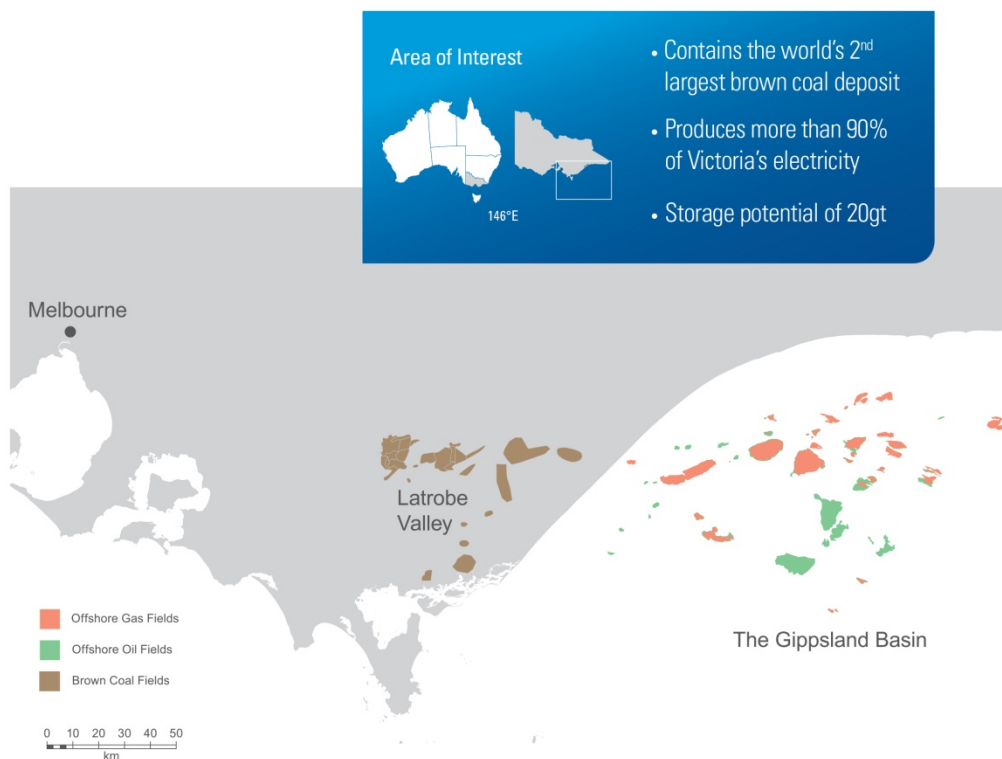 Area of Interest
146°E
• Contains the world's 2nd
largest brown coal deposit
• Produces more than 90%
of Victoria's electricity
• Storage potential of 20gt
Melbourne
Latrobe
Valley
The Gippsland Basin
Offshore Gas Fields
Offshore Oil Fields
Brown Coal Fields
0 10 20 30 40 50
km